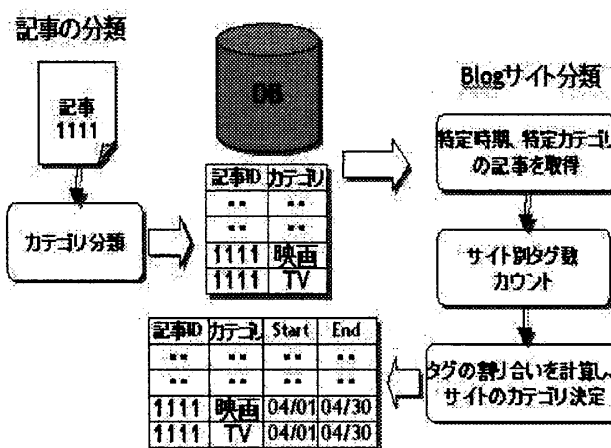 記事の分類
記事
1111
カテゴリ分類
DB
記事ID カテゴリ
・・ ・・
・・ ・・
1111 映画
1111 TV
Blogサイト分類
特定時期、特定カテゴリ
の記事を取得
サイト別タグ数
カウント
タグの割り合いを計算し、
サイトのカテゴリ決定
記事ID カテゴリ Start End
・・ ・・ ・・ ・・
・・ ・・ ・・ ・・
1111 映画 04/01 04/30
1111 TV 04/01 04/30